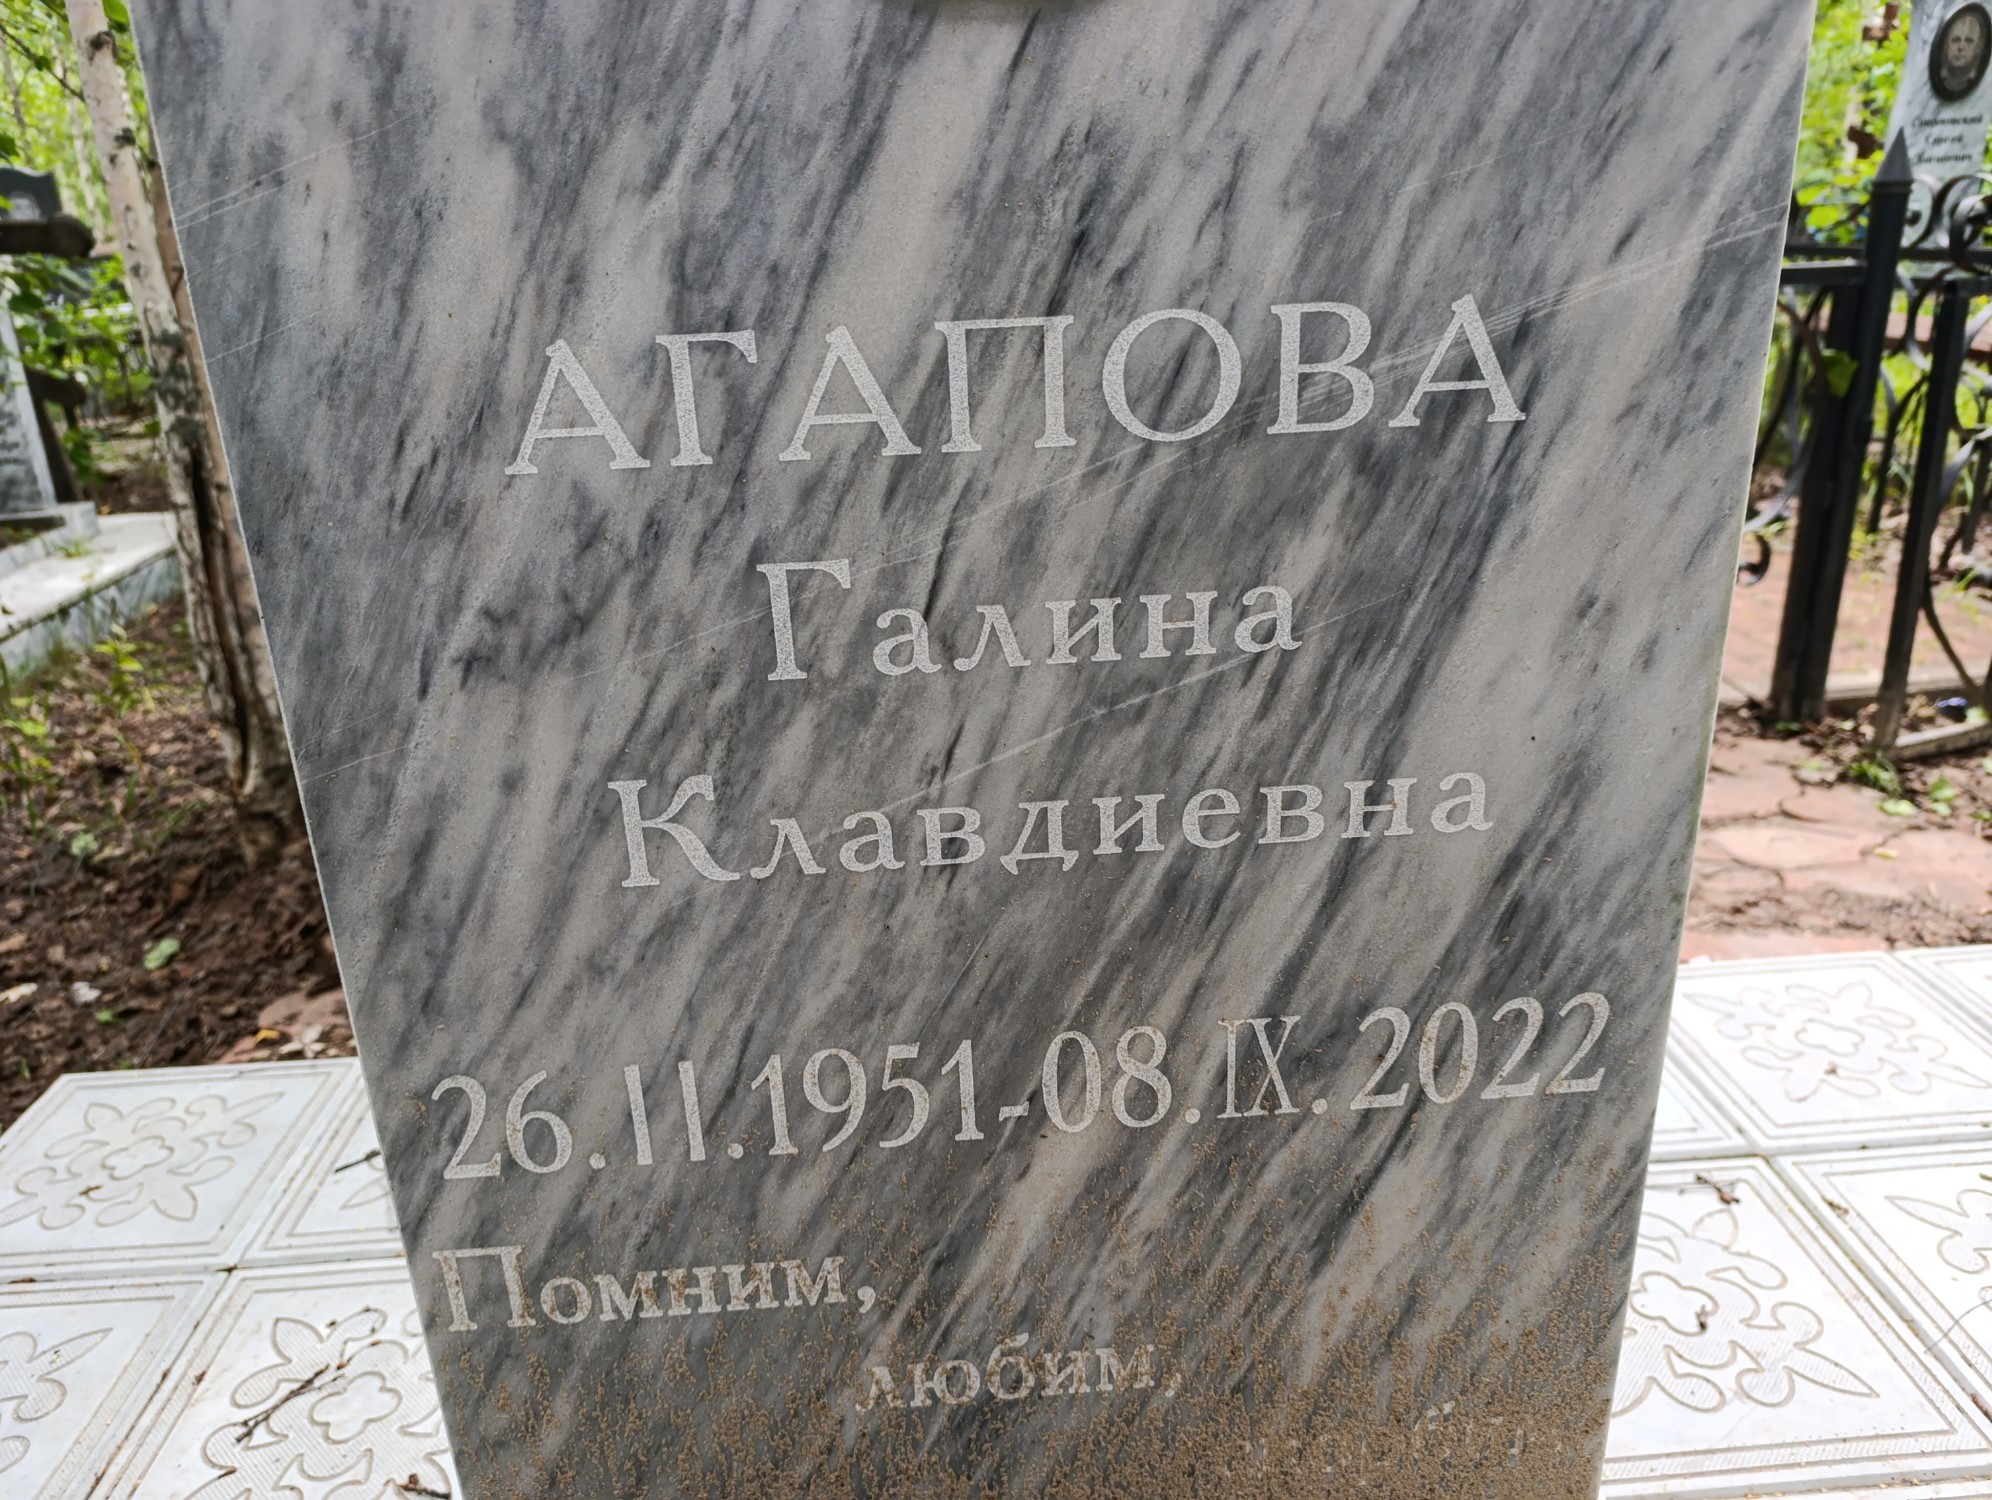 АГАПОВА
Галина
Клавдиевна
26.II.1951-08.IX.2022
Помним,
любим,